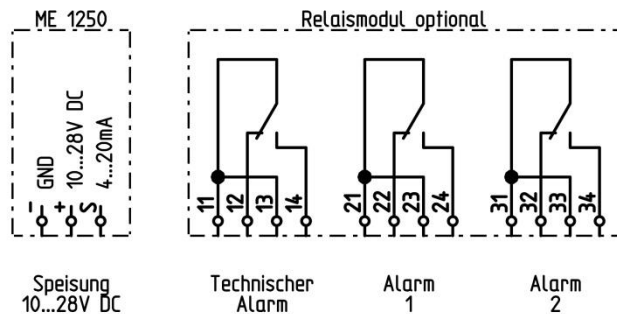 ME 1250
Relaismodul optional
GND
10...28V DC
4...20mA
- + S
11 12 13 14
21 22 23 24
31 32 33 34
Speisung
10...28V DC
Technischer
Alarm
Alarm
1
Alarm
2